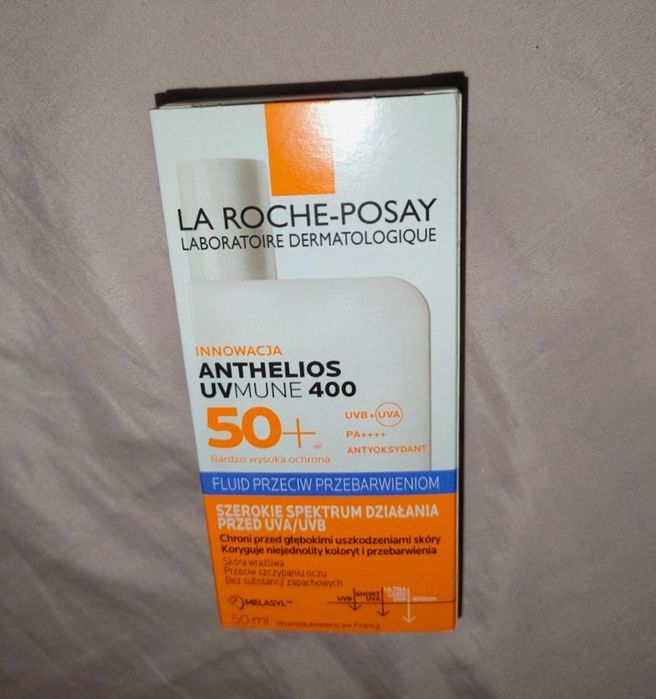 LA ROCHE-POSAY
LABORATOIRE DERMATOLOGIQUE
INNOWACJA
ANTHELIOS
UVMUNE 400
50+
SPF
Bardzo wysoka ochrona
UVB+UVA
PA++++
ANTYOKSYDANT
FLUID PRZECIW PRZEBARWIENIOM
SZEROKIE SPEKTRUM DZIAŁANIA
PRZED UVA/UVB
Chroni przed głębokimi uszkodzeniami skóry
Koryguje niejednolity koloryt i przebarwienia
Skóra wrażliwa
Przeciw szczypaniu oczu
Bez substancji zapachowych
MELASYL™
UVB
SHORT
UVA
ULTRA
LONG
UVA
400nm
50 ml
Wyprodukowano we Francji